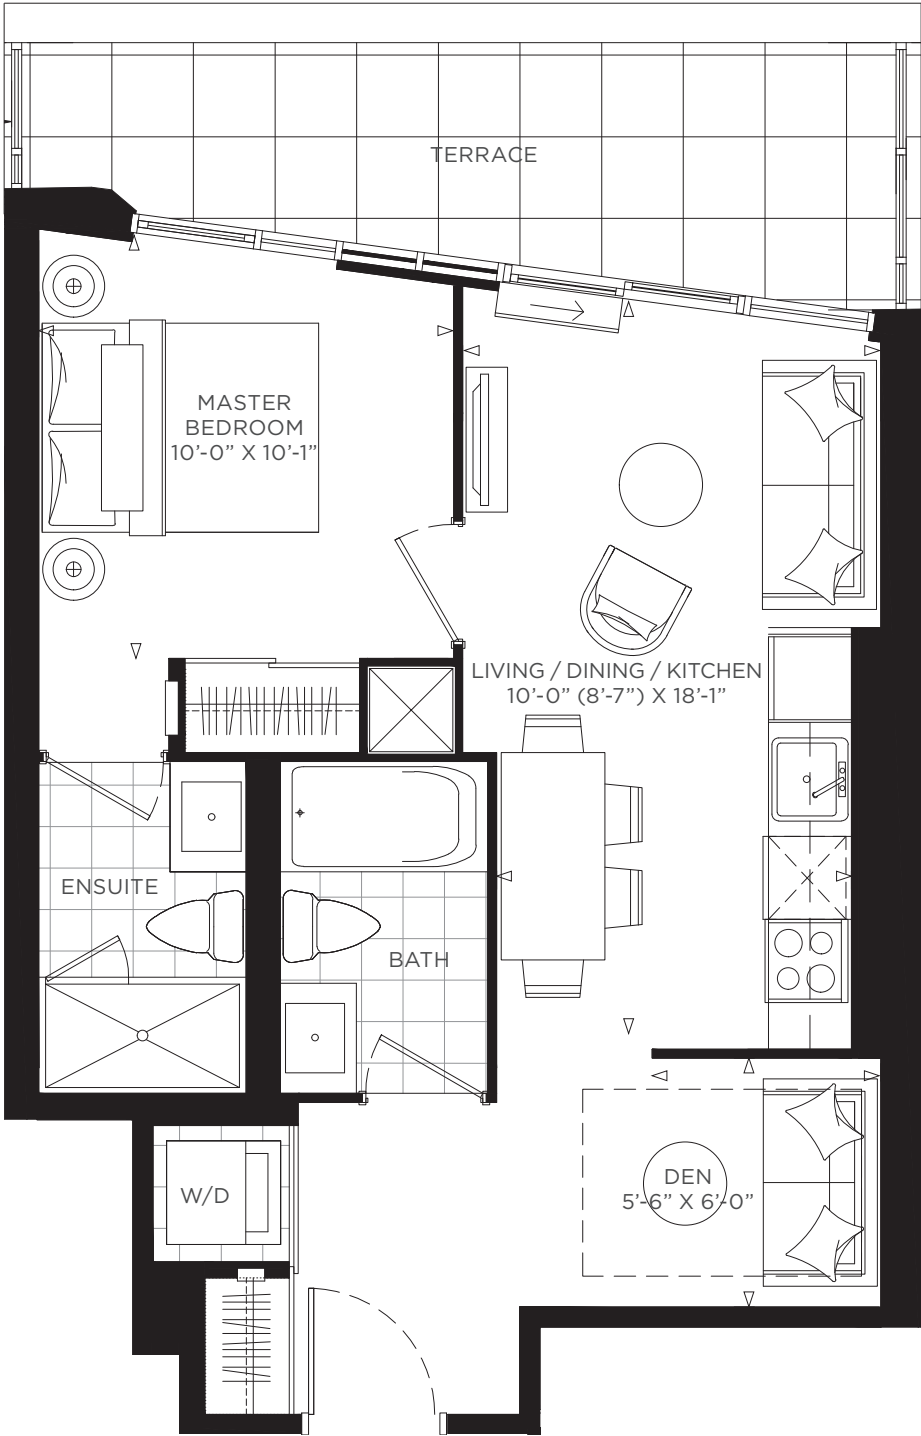 TERRACE
MASTER
BEDROOM
10’-0” X 10’-1”
LIVING / DINING / KITCHEN
10’-0” (8’-7”) X 18’-1”
ENSUITE
BATH
DEN
5’-6” X 6’-0”
W/D